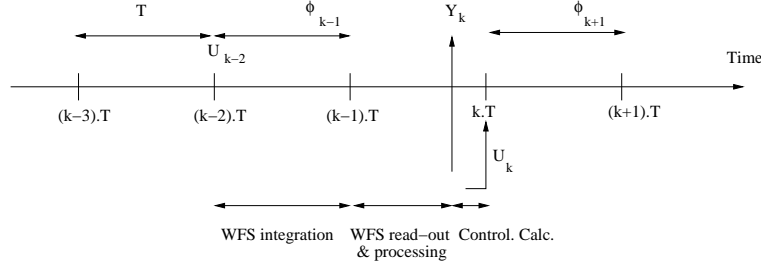 T
ϕ k−1
Y k
ϕ k+1
U k−2
Time
(k−3).T
(k−2).T
(k−1).T
k.T
(k+1).T
U k
WFS integration
WFS read−out & processing
Control. Calc.